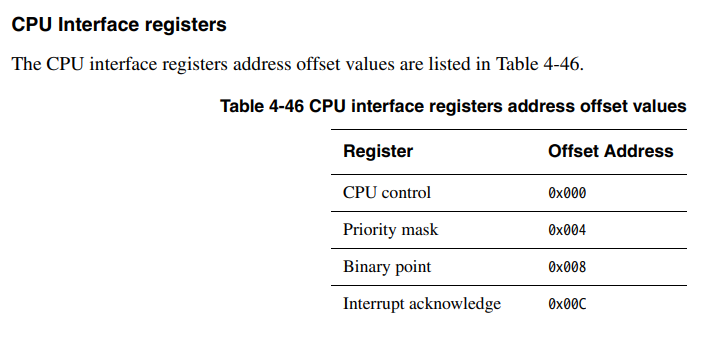 CPU Interface registers
The CPU interface registers address offset values are listed in Table 4-46.
Table 4-46 CPU interface registers address offset values
Register Offset Address
CPU control 0x000
Priority mask 0x004
Binary point 0x008
Interrupt acknowledge 0x00C